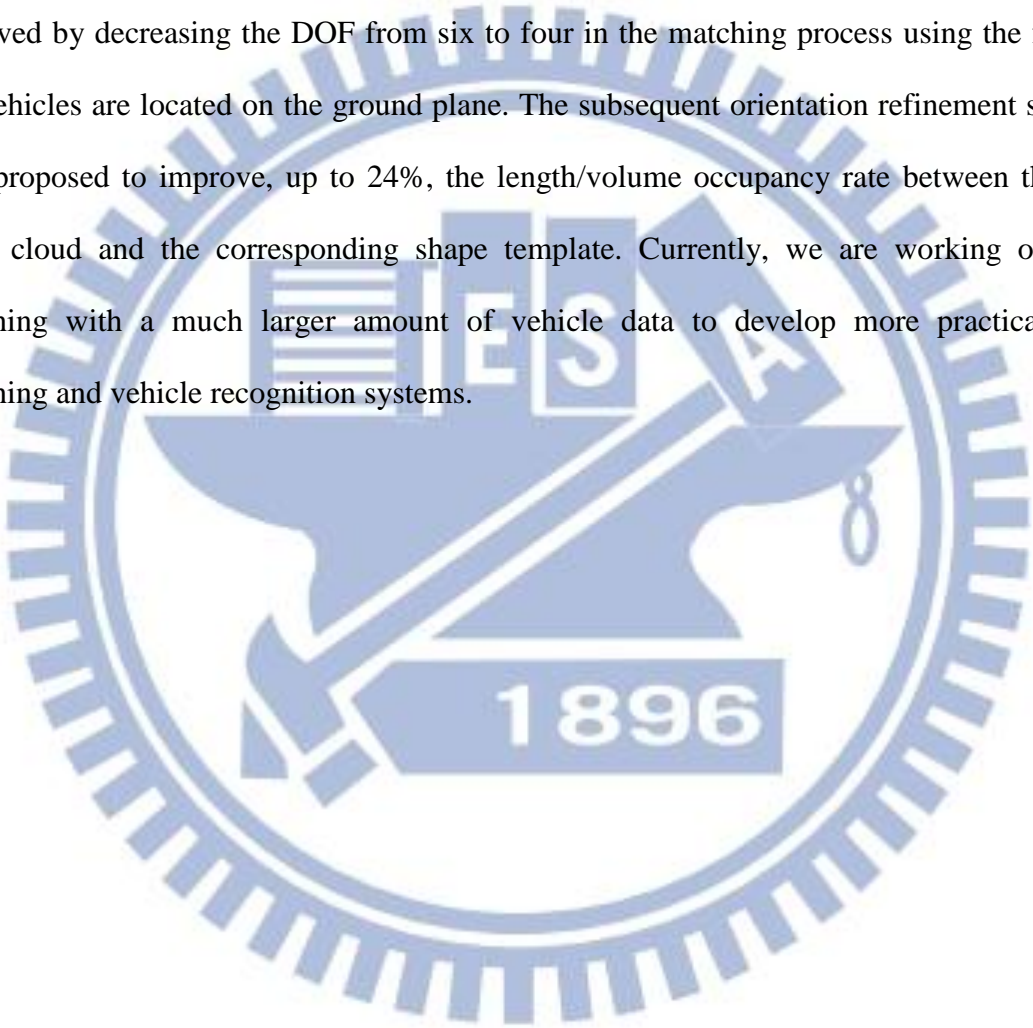 ved by decreasing the DOF from six to four in the matching process using the
ehicles are located on the ground plane. The subsequent orientation refinement s
proposed to improve, up to 24%, the length/volume occupancy rate between th
cloud and the corresponding shape template. Currently, we are working o
ning with a much larger amount of vehicle data to develop more practica
ning and vehicle recognition systems.
E S A
8
1896